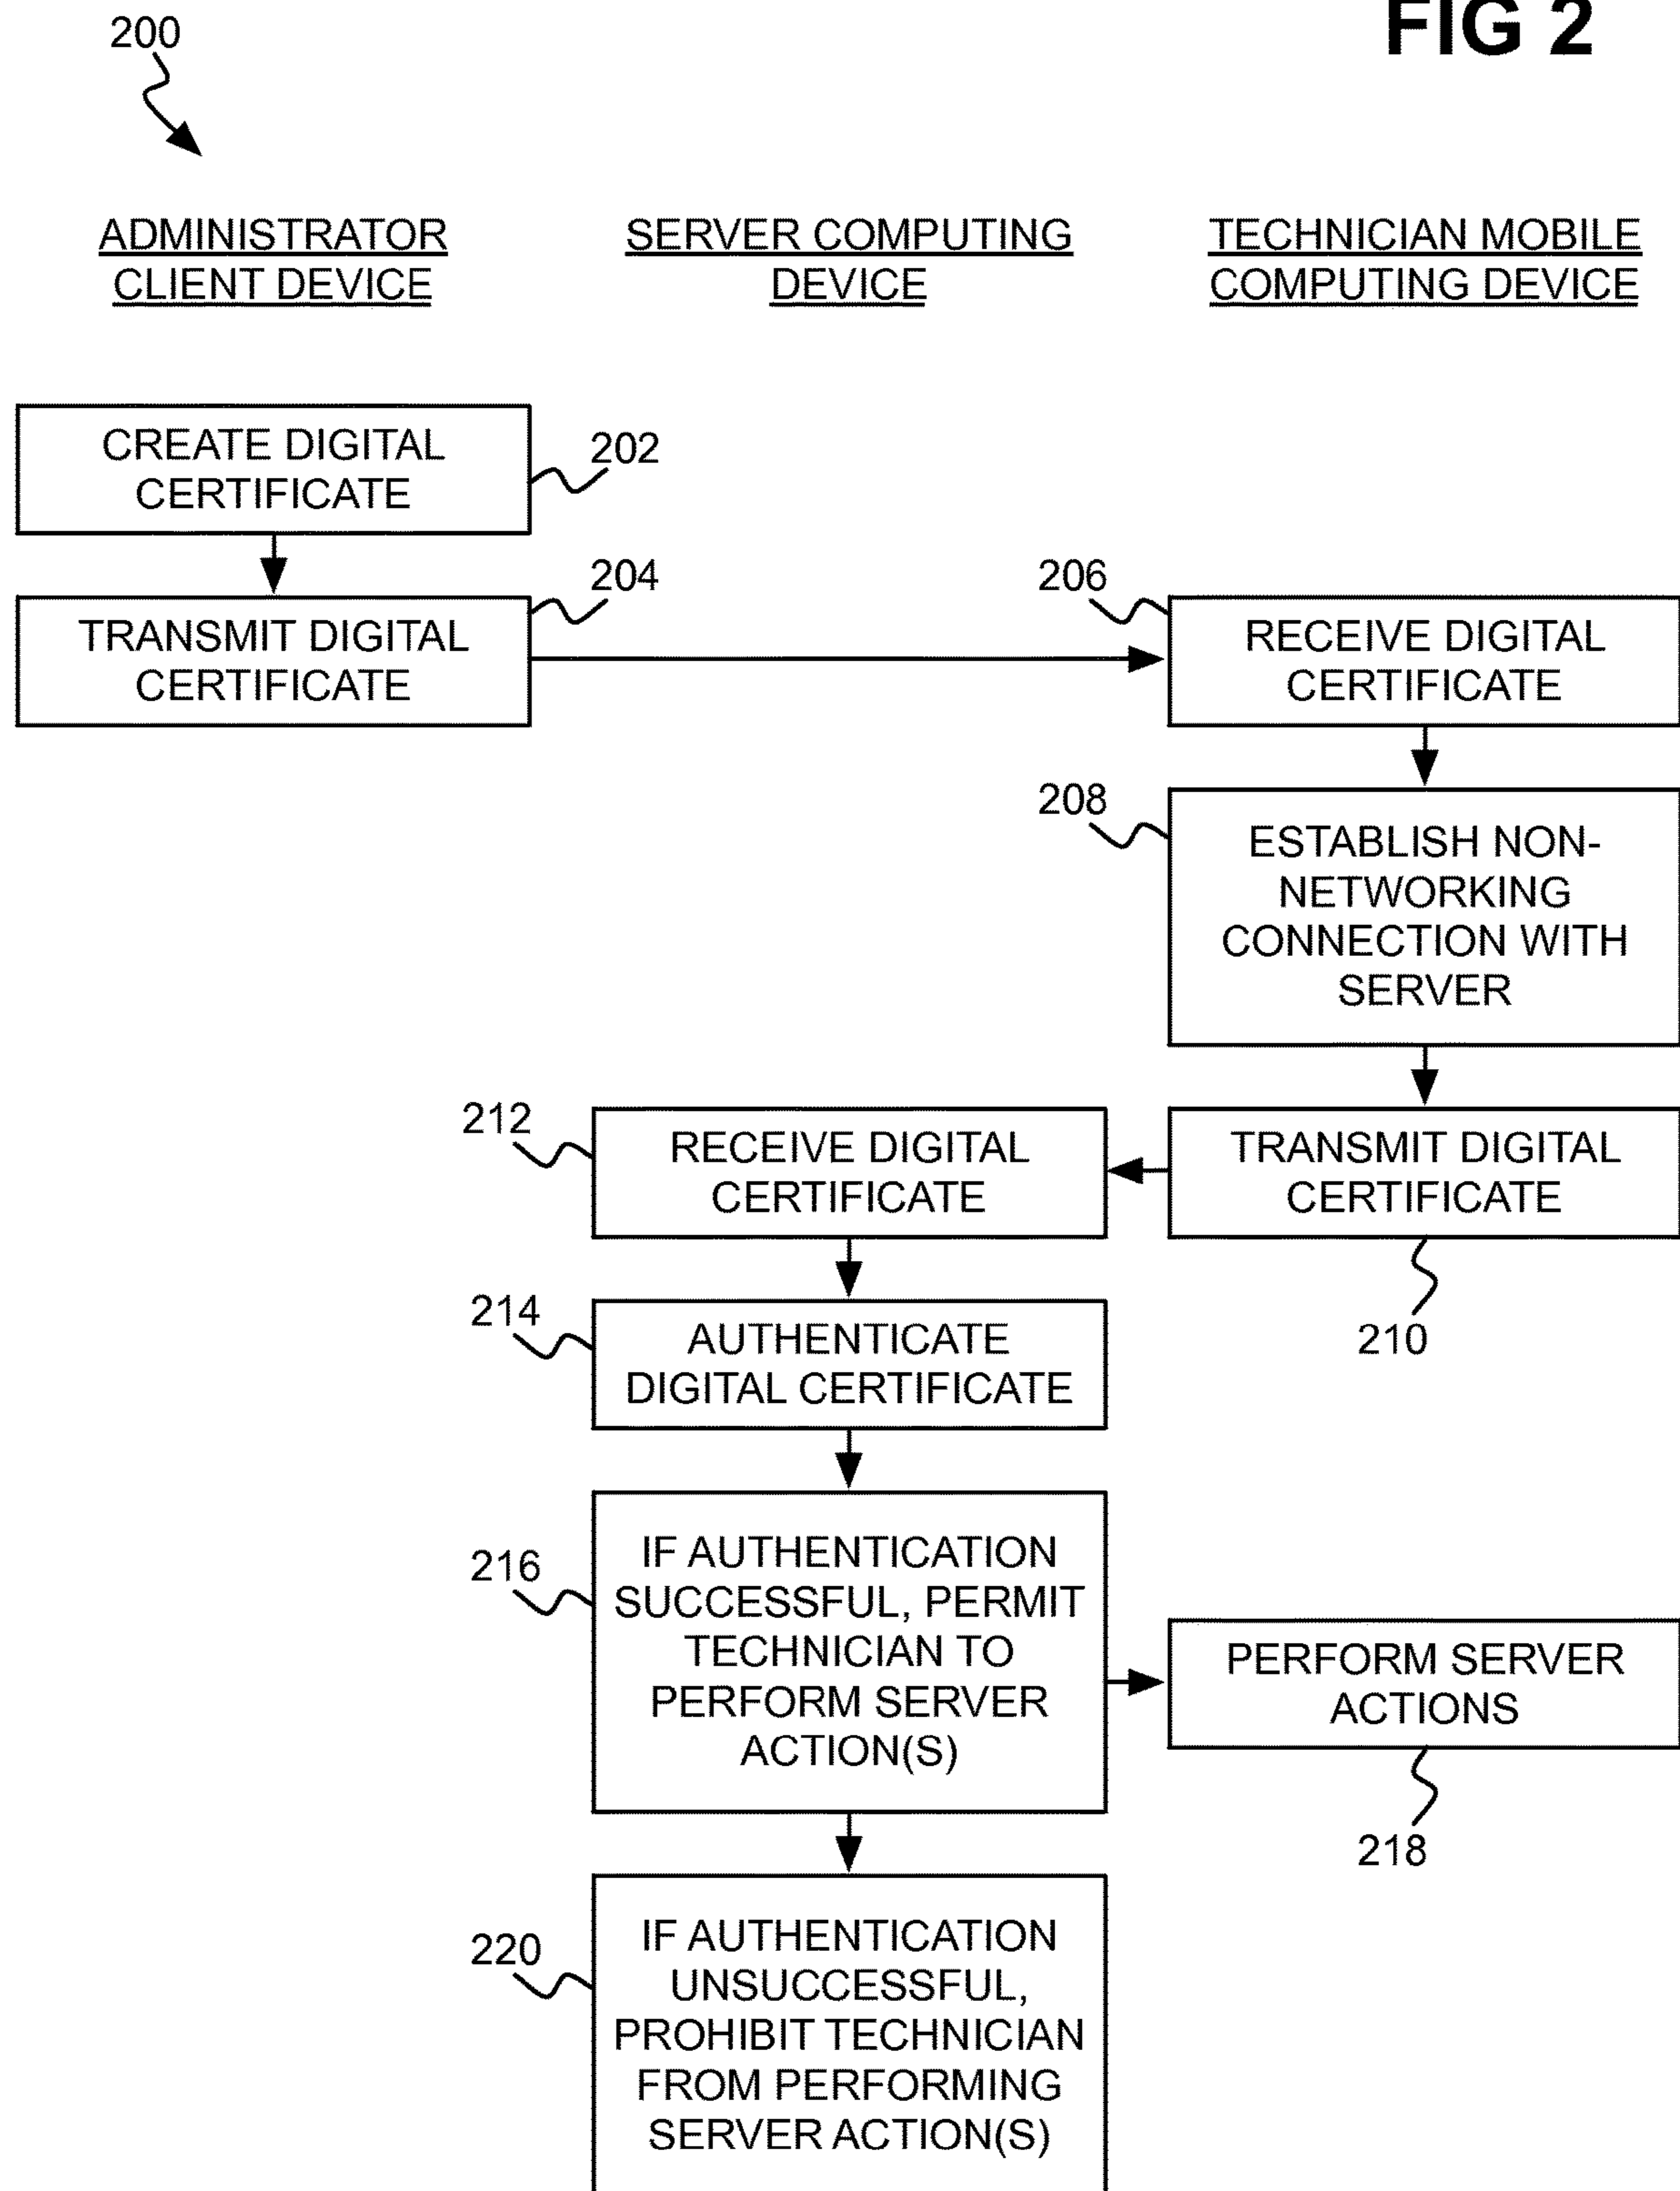 FIG 2
200
ADMINISTRATOR
CLIENT DEVICE
SERVER COMPUTING
DEVICE
TECHNICIAN MOBILE
COMPUTING DEVICE
CREATE DIGITAL
CERTIFICATE
202
TRANSMIT DIGITAL
CERTIFICATE
204
206
RECEIVE DIGITAL
CERTIFICATE
208
ESTABLISH NON-
NETWORKING
CONNECTION WITH
SERVER
212
RECEIVE DIGITAL
CERTIFICATE
TRANSMIT DIGITAL
CERTIFICATE
210
214
AUTHENTICATE
DIGITAL CERTIFICATE
216
IF AUTHENTICATION
SUCCESSFUL, PERMIT
TECHNICIAN TO
PERFORM SERVER
ACTION(S)
PERFORM SERVER
ACTIONS
218
220
IF AUTHENTICATION
UNSUCCESSFUL,
PROHIBIT TECHNICIAN
FROM PERFORMING
SERVER ACTION(S)